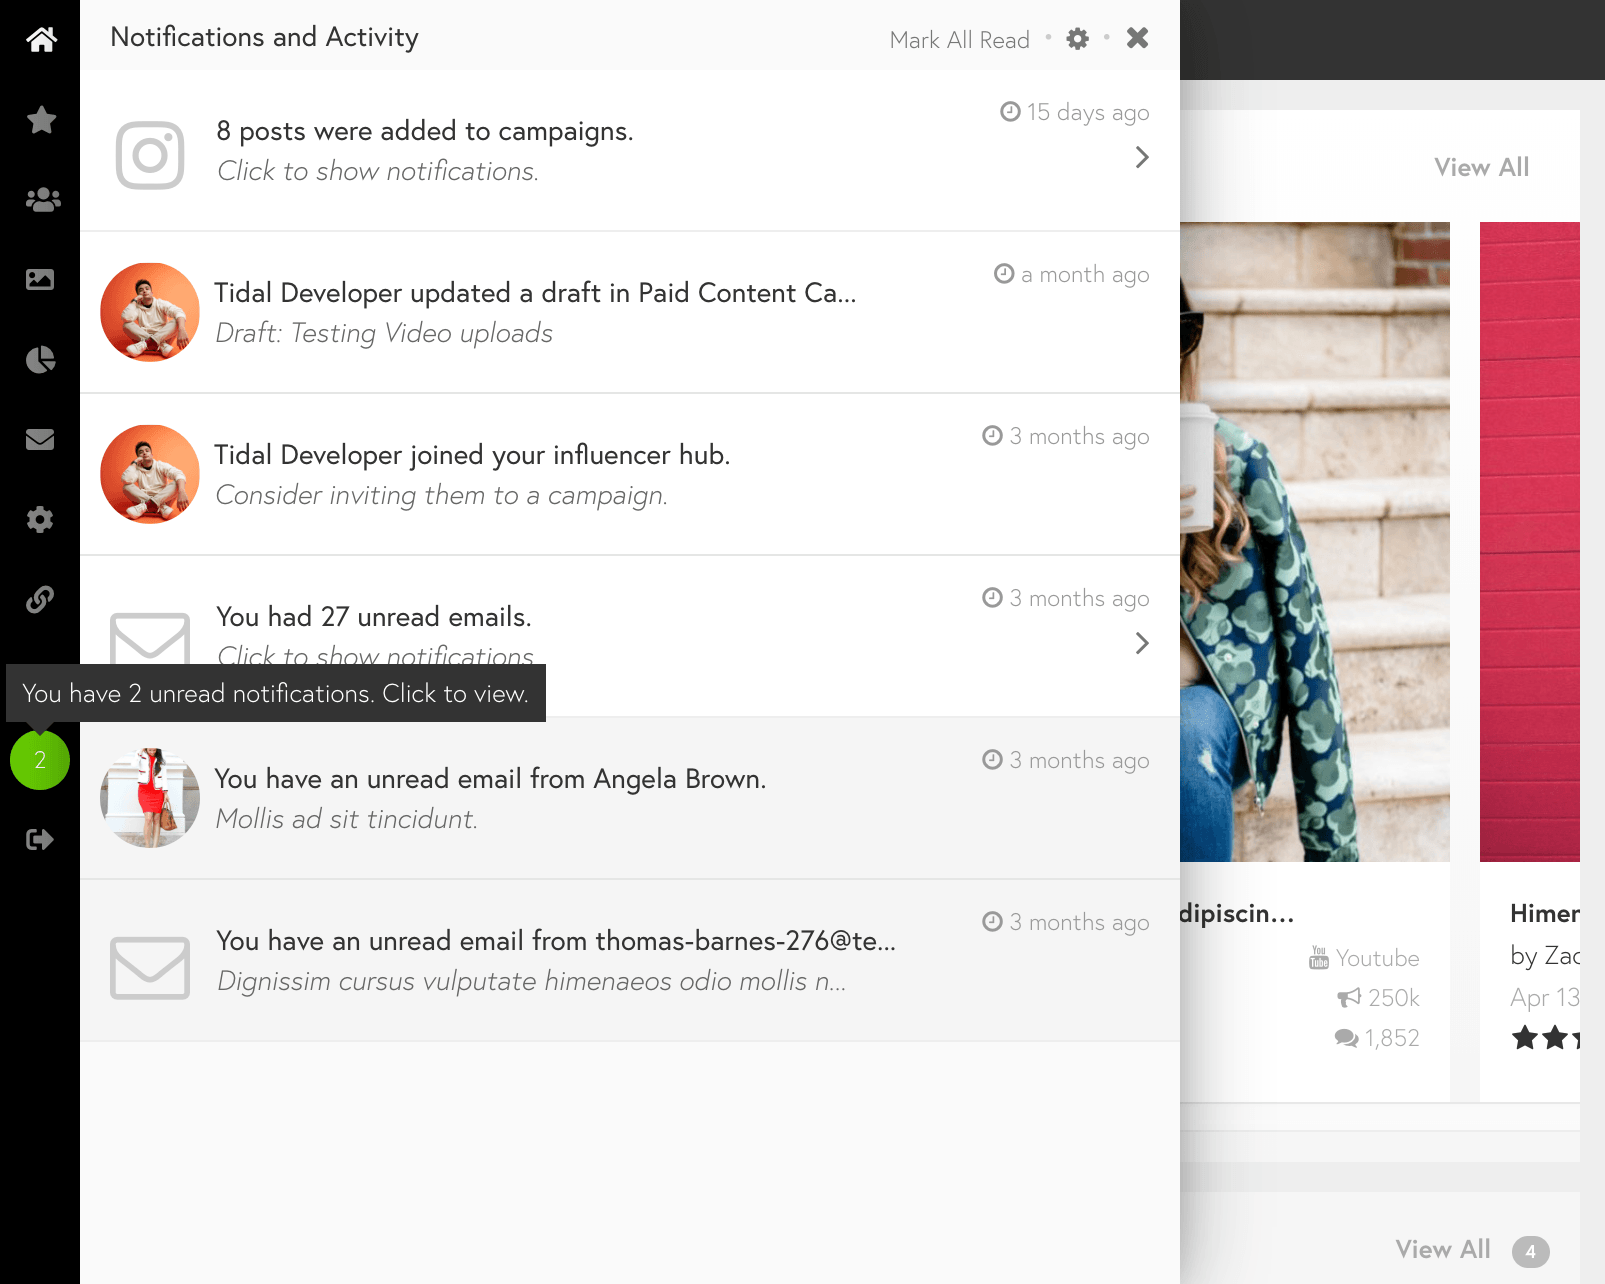 Notifications and Activity
Mark All Read
8 posts were added to campaigns.
Click to show notifications.
15 days ago
Tidal Developer updated a draft in Paid Content Ca...
Draft: Testing Video uploads
a month ago
Tidal Developer joined your influencer hub.
Consider inviting them to a campaign.
3 months ago
You had 27 unread emails.
Click to show notifications
3 months ago
You have 2 unread notifications. Click to view.
2
You have an unread email from Angela Brown.
Mollis ad sit tincidunt.
3 months ago
You have an unread email from thomas-barnes-276@te...
Dignissim cursus vulputate himenaeos odio mollis n...
3 months ago
View All
dipiscin...
You Tube Youtube
250k
1,852
Himen
by Zac
Apr 13
View All 4